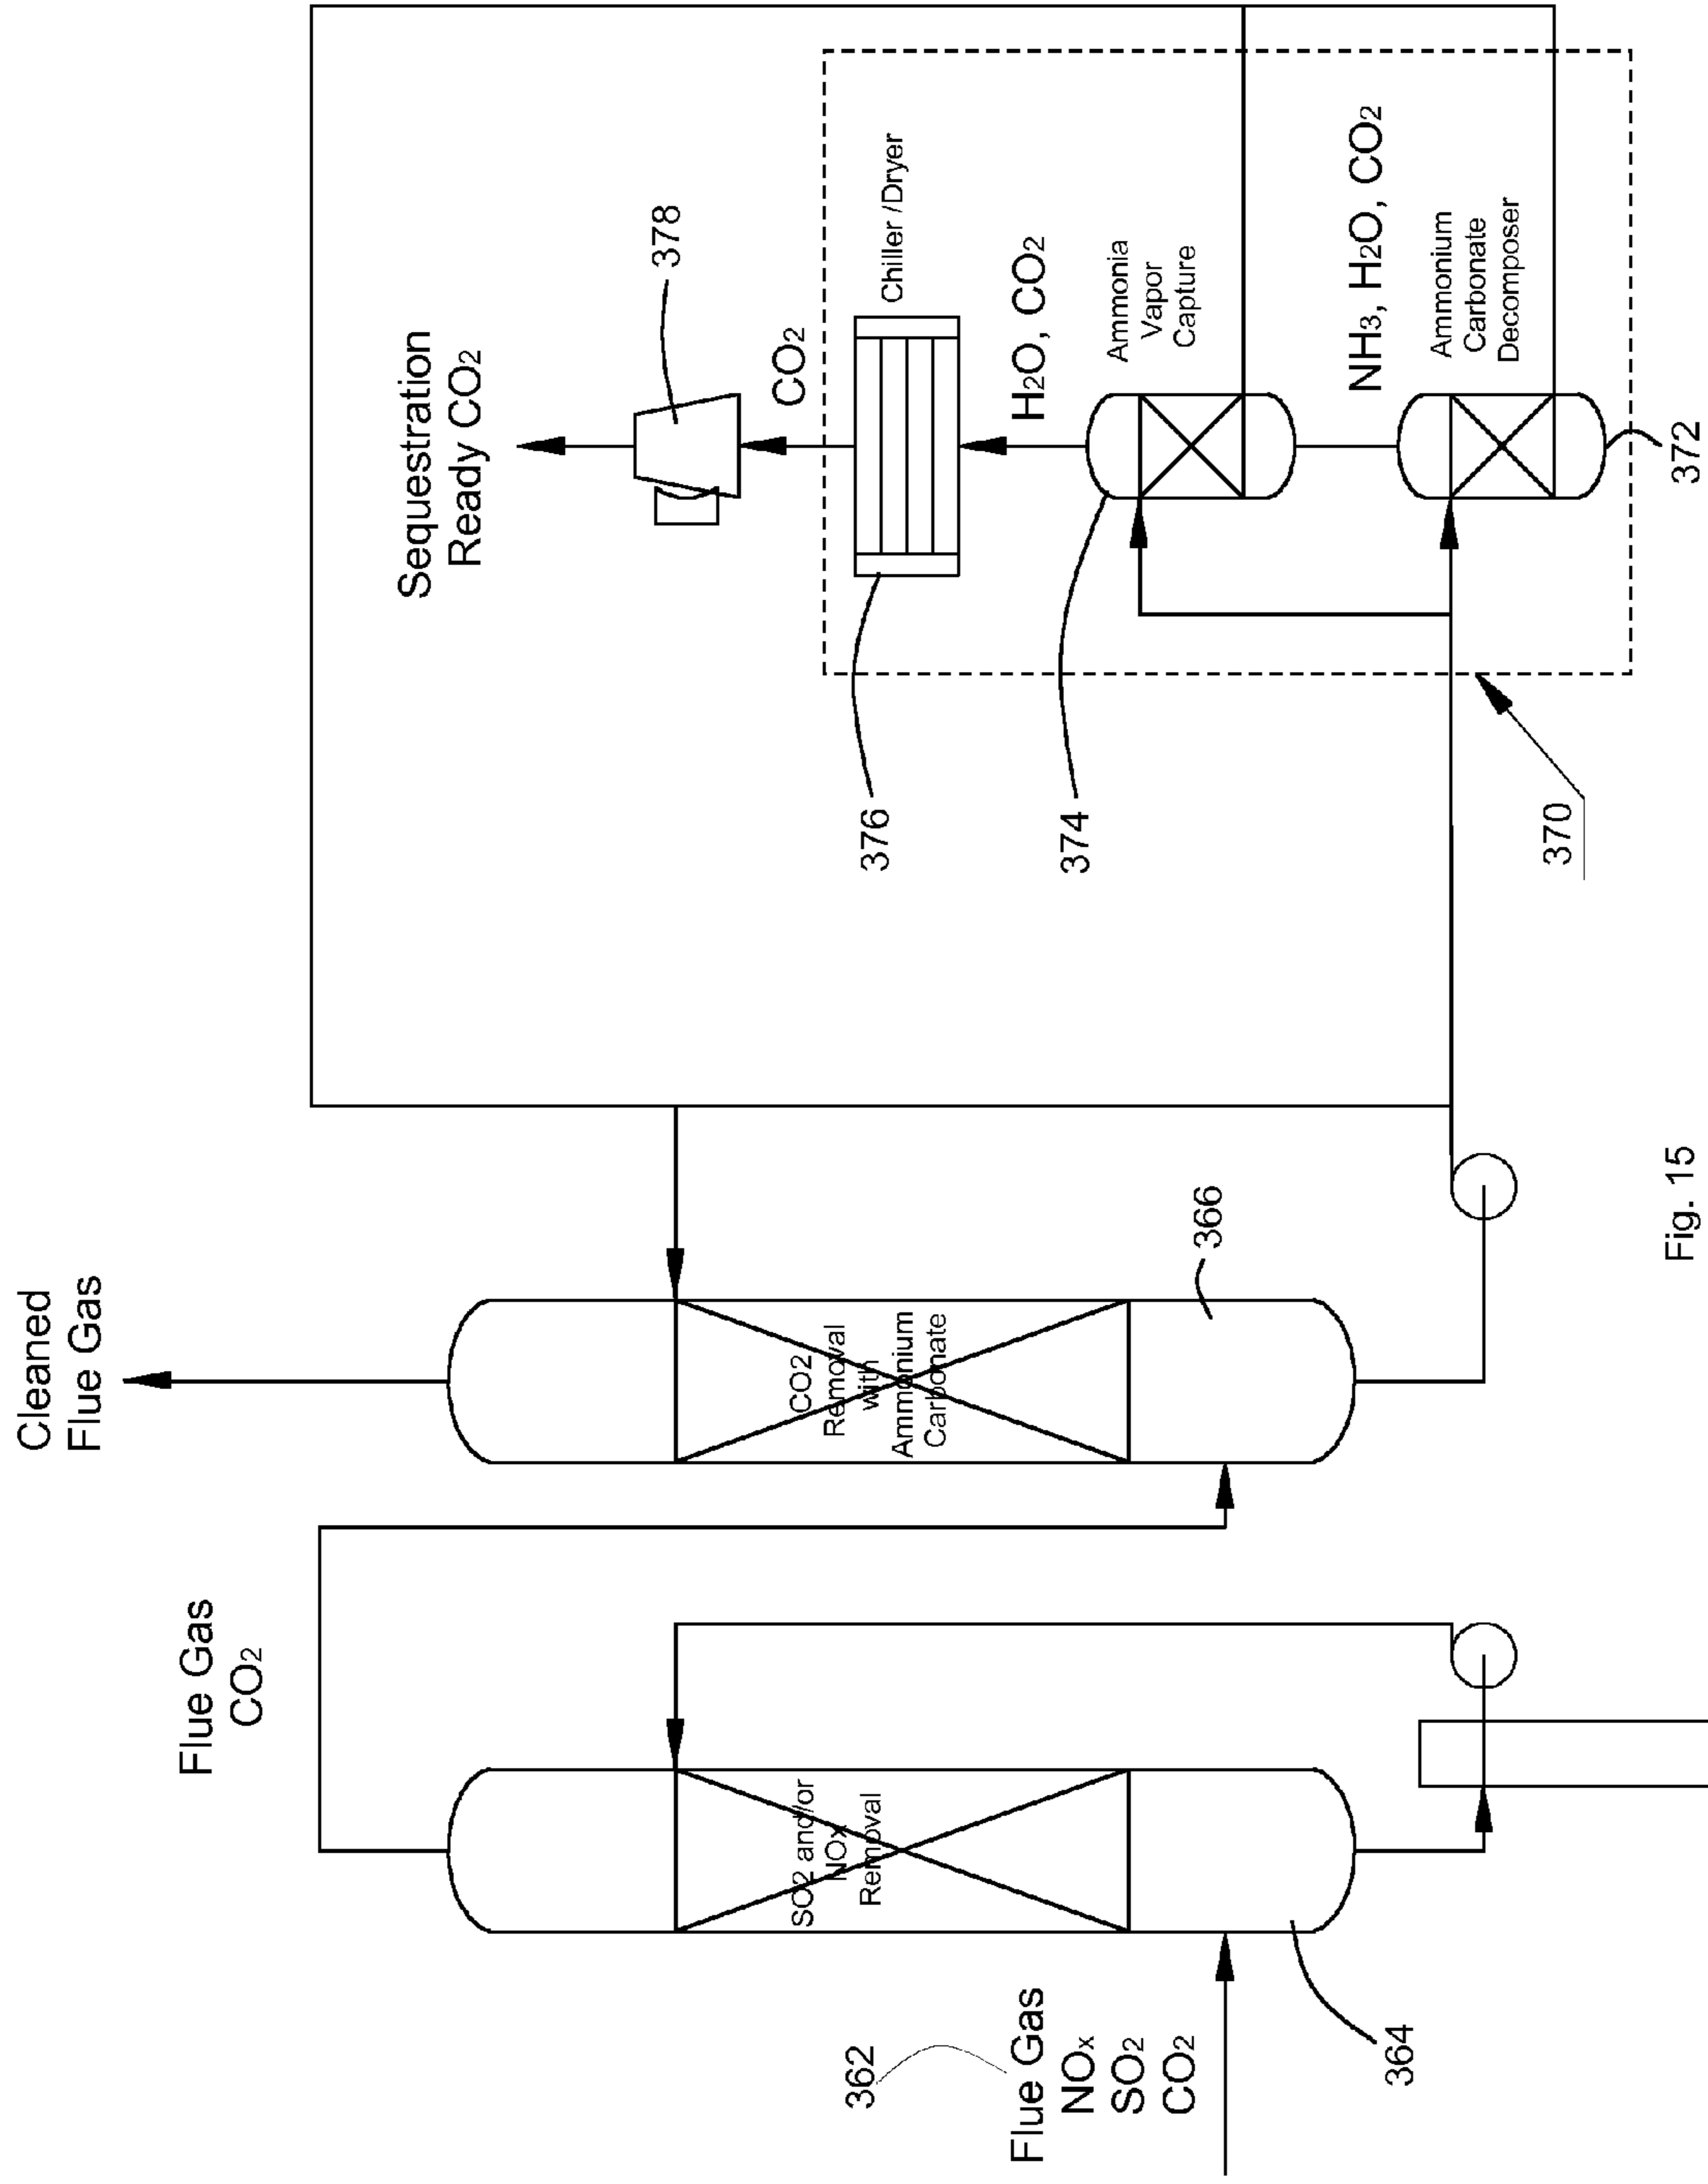 Cleaned
Flue Gas
Flue Gas
CO2
Sequestration
Ready CO2
378
CO2
Chiller /Dryer
376
H2O, CO2
Ammonia
Vapor
Capture
374
NH3, H2O, CO2
Ammonium
Carbonate
Decomposer
372
370
SO2 and/or
NOx
Removal
CO2
Removal
with
Ammonium
Carbonate
366
362
Flue Gas
NOx
SO2
CO2
364
Fig. 15